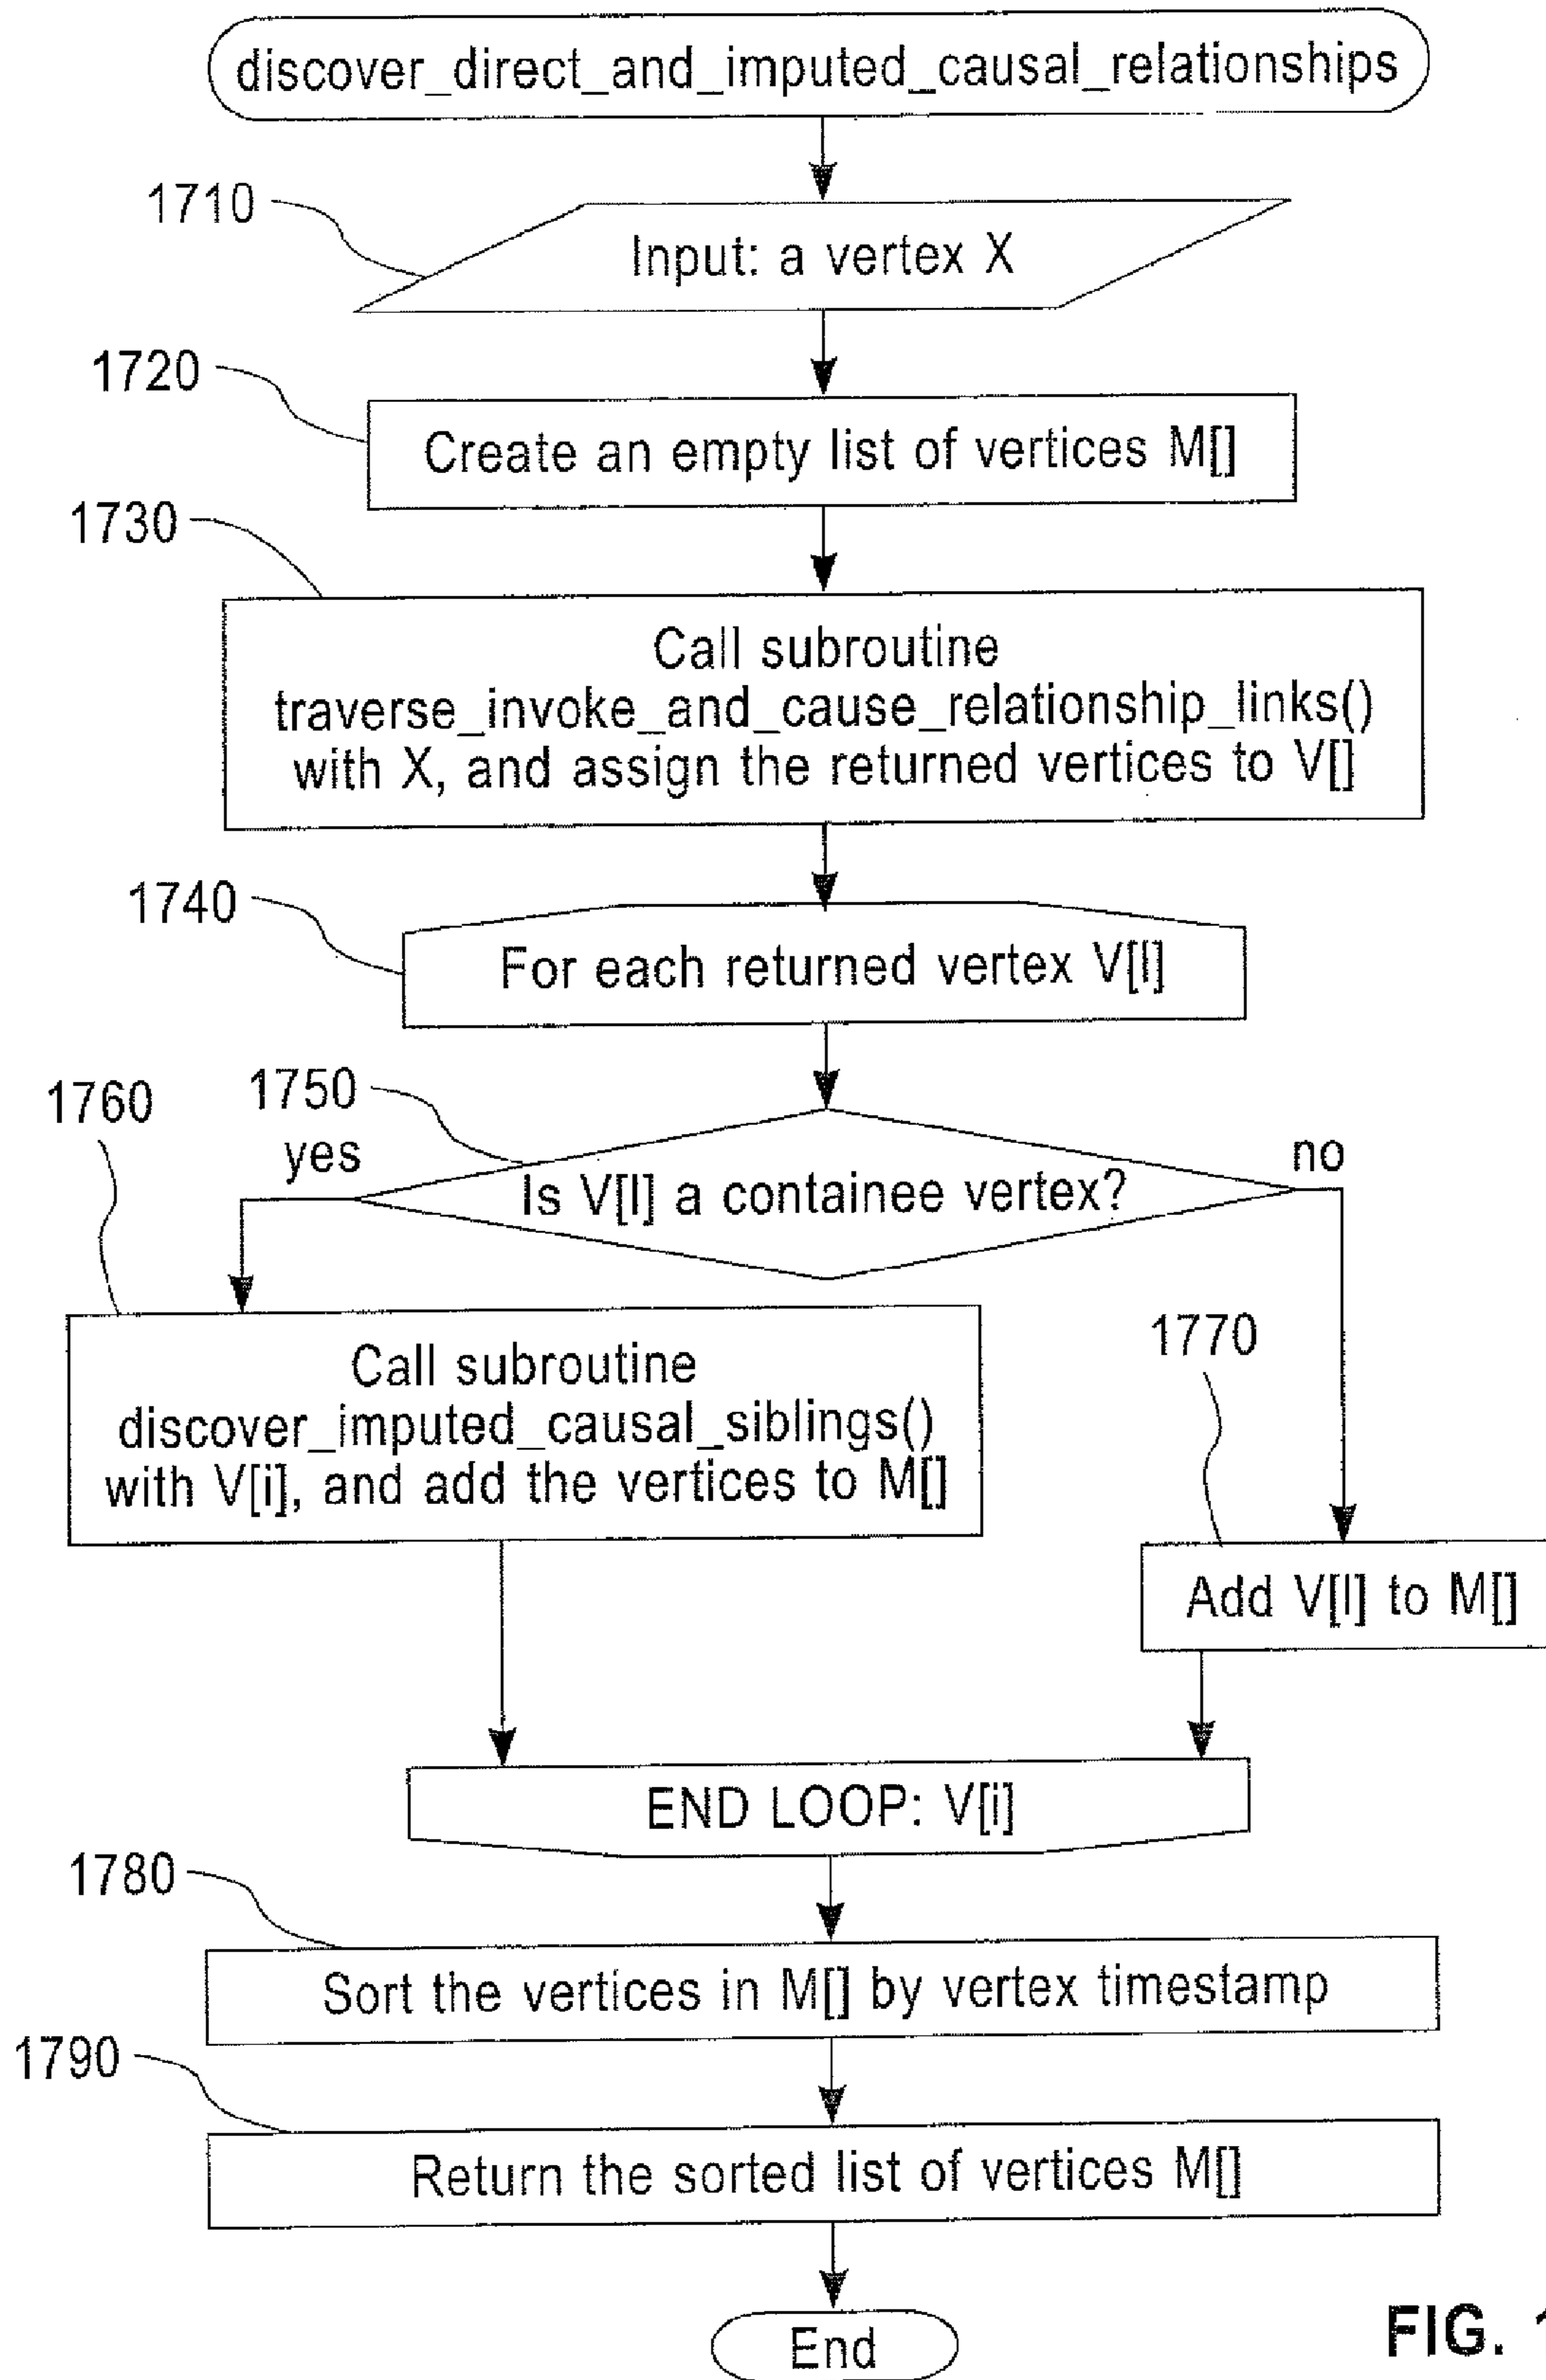 discover_direct_and_imputed_causal_relationships
1710
Input: a vertex X
1720
Create an empty list of vertices M[]
1730
Call subroutine
traverse_invoke_and_cause_relationship_links()
with X, and assign the returned vertices to V[]
1740
For each returned vertex V[I]
1750
1760
yes
no
Is V[I] a containee vertex?
1770
Call subroutine
discover_imputed_causal_siblings()
with V[i], and add the vertices to M[]
Add V[I] to M[]
END LOOP: V[i]
1780
Sort the vertices in M[] by vertex timestamp
1790
Return the sorted list of vertices M[]
End
FIG. 1